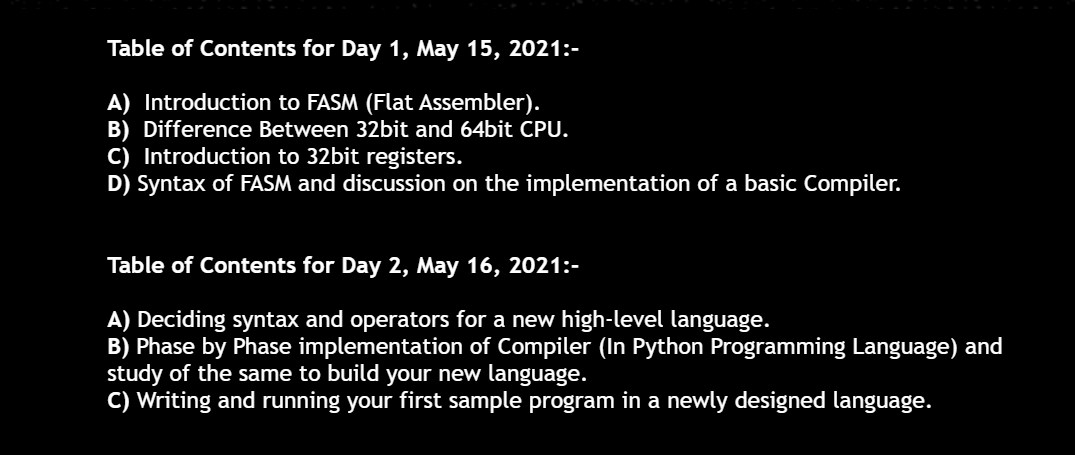 Table of Contents for Day 1, May 15, 2021:-
A) Introduction to FASM (Flat Assembler).
B) Difference Between 32bit and 64bit CPU.
C) Introduction to 32bit registers.
D) Syntax of FASM and discussion on the implementation of a basic Compiler.
Table of Contents for Day 2, May 16, 2021:-
A) Deciding syntax and operators for a new high-level language.
B) Phase by Phase implementation of Compiler (In Python Programming Language) and
study of the same to build your new language.
C) Writing and running your first sample program in a newly designed language.